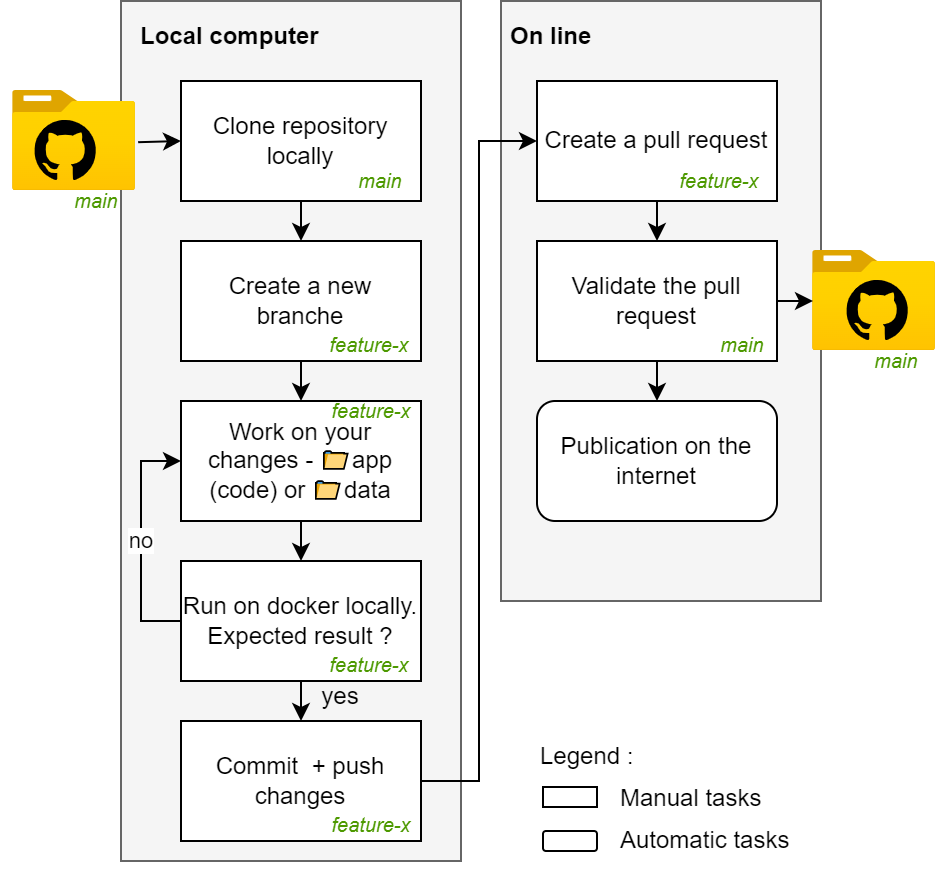 Local computer
main
Clone repository
locally
main
Create a new
branche
feature-x
feature-x
Work on your
changes - app
(code) or data
no
Run on docker locally.
Expected result ?
feature-x
yes
Commit + push
changes
feature-x
On line
Create a pull request
feature-x
Validate the pull
request
main
main
Publication on the
internet
Legend :
Manual tasks
Automatic tasks